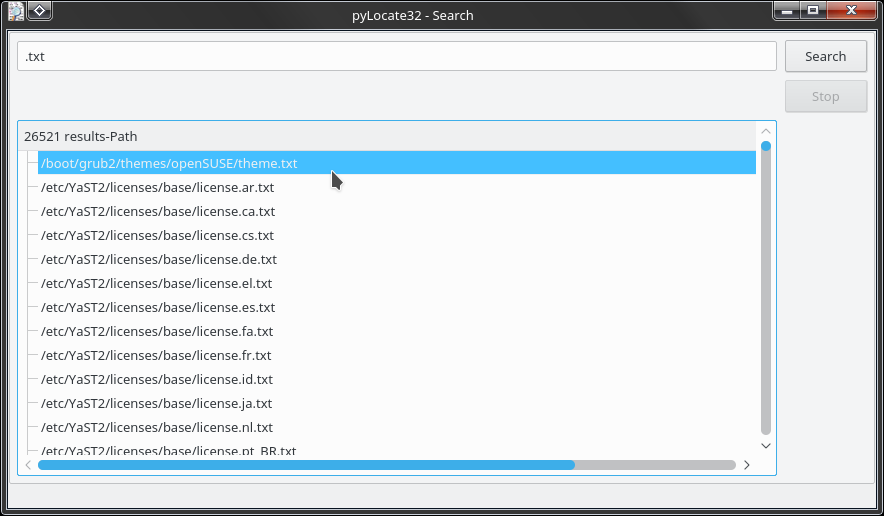 pyLocate32 - Search
.txt
Search
Stop
26521 results-Path
/boot/grub2/themes/openSUSE/theme.txt
/etc/YaST2/licenses/base/license.ar.txt
/etc/YaST2/licenses/base/license.ca.txt
/etc/YaST2/licenses/base/license.cs.txt
/etc/YaST2/licenses/base/license.de.txt
/etc/YaST2/licenses/base/license.el.txt
/etc/YaST2/licenses/base/license.es.txt
/etc/YaST2/licenses/base/license.fa.txt
/etc/YaST2/licenses/base/license.fr.txt
/etc/YaST2/licenses/base/license.id.txt
/etc/YaST2/licenses/base/license.ja.txt
/etc/YaST2/licenses/base/license.nl.txt
/etc/YaST2/licenses/base/license.pt_BR.txt